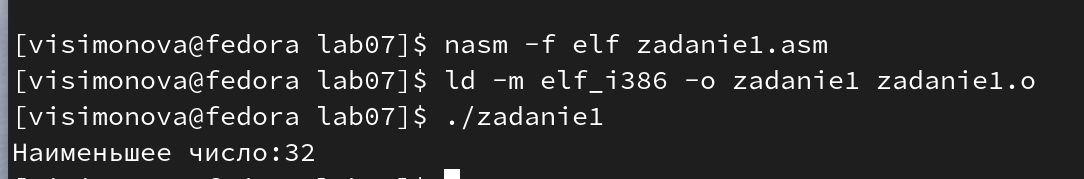 [visimonova@fedora lab07]$ nasm -f elf zadanie1.asm
[visimonova@fedora lab07]$ ld -m elf_i386 -o zadanie1 zadanie1.o
[visimonova@fedora lab07]$ ./zadanie1
Наименьшее число:32